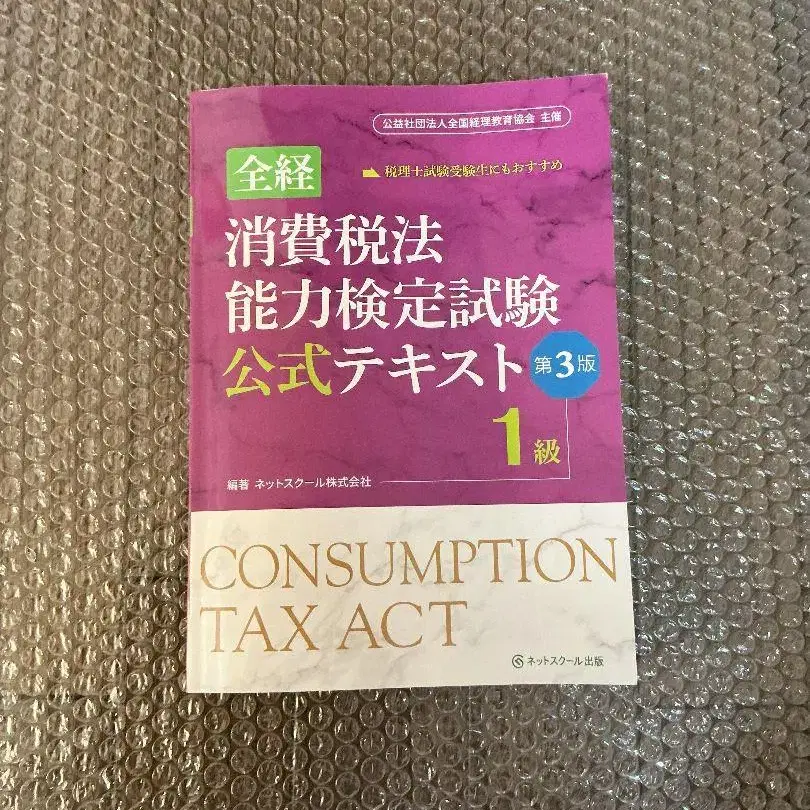 公益社団法人全国経理教育協会 主催
全経
税理士試験受験生にもおすすめ
消費税法
能力検定試験
公式テキスト 第3版
1級
編著 ネットスクール株式会社
CONSUMPTION
TAX ACT
ネットスクール出版